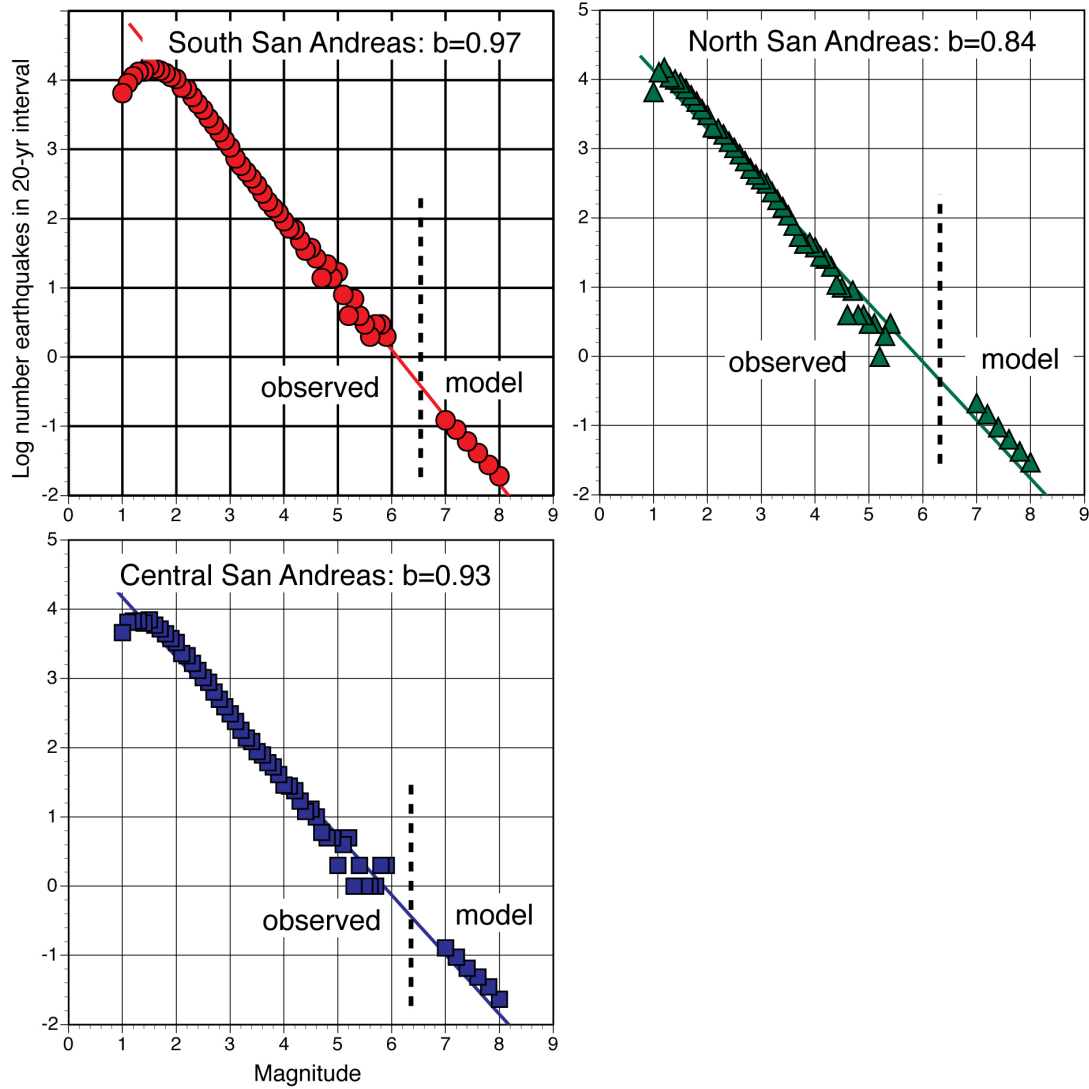 South San Andreas: b=0.97
Log number earthquakes in 20-yr interval
4
3
2
1
0
-1
-2
observed
model
0 1 2 3 4 5 6 7 8 9
North San Andreas: b=0.84
5
4
3
2
1
0
-1
-2
observed
model
0 1 2 3 4 5 6 7 8 9
Central San Andreas: b=0.93
5
4
3
2
1
0
-1
-2
observed
model
0 1 2 3 4 5 6 7 8 9
Magnitude